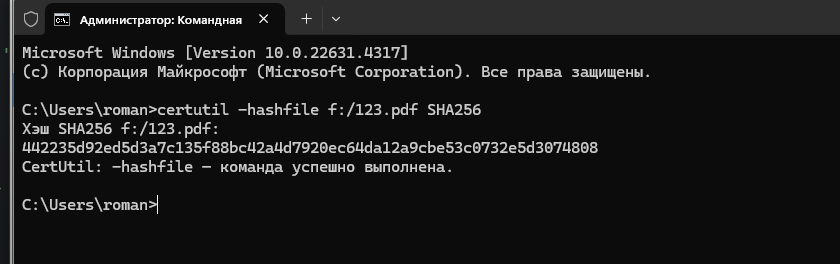 Администратор: Командная
Microsoft Windows [Version 10.0.22631.4317]
(c) Корпорация Майкрософт (Microsoft Corporation). Все права защищены.
C:\Users\roman>certutil -hashfile f:/123.pdf SHA256
Хэш SHA256 f:/123.pdf:
442235d92ed5d3a7c135f88bc42a4d7920ec64da12a9cbe53c0732e5d3074808
CertUtil: -hashfile — команда успешно выполнена.
C:\Users\roman>